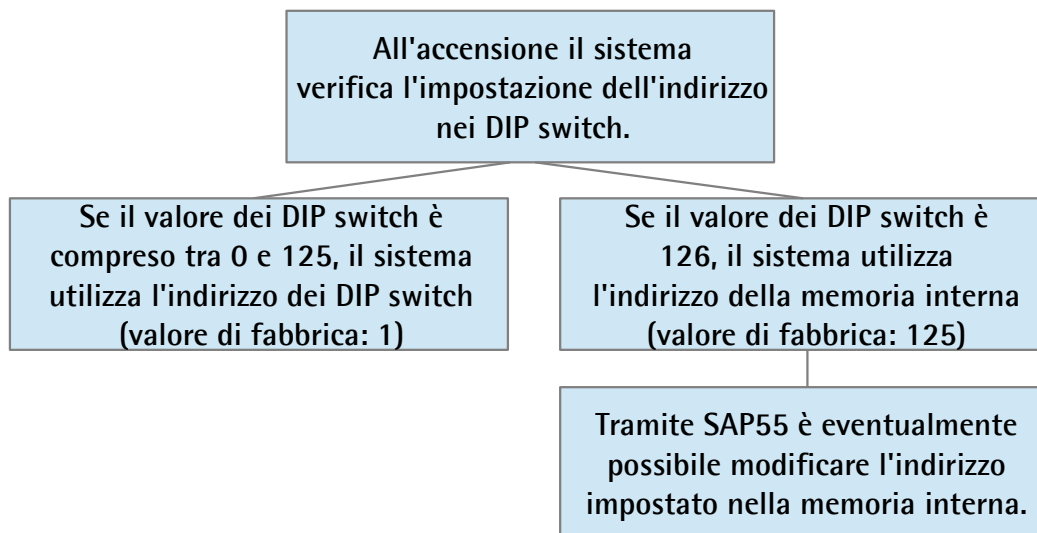 All'accensione il sistema
verifica l'impostazione dell'indirizzo
nei DIP switch.
Se il valore dei DIP switch è
compreso tra 0 e 125, il sistema
utilizza l'indirizzo dei DIP switch
(valore di fabbrica: 1)
Se il valore dei DIP switch è
126, il sistema utilizza
l'indirizzo della memoria interna
(valore di fabbrica: 125)
Tramite SAP55 è eventualmente
possibile modificare l'indirizzo
impostato nella memoria interna.